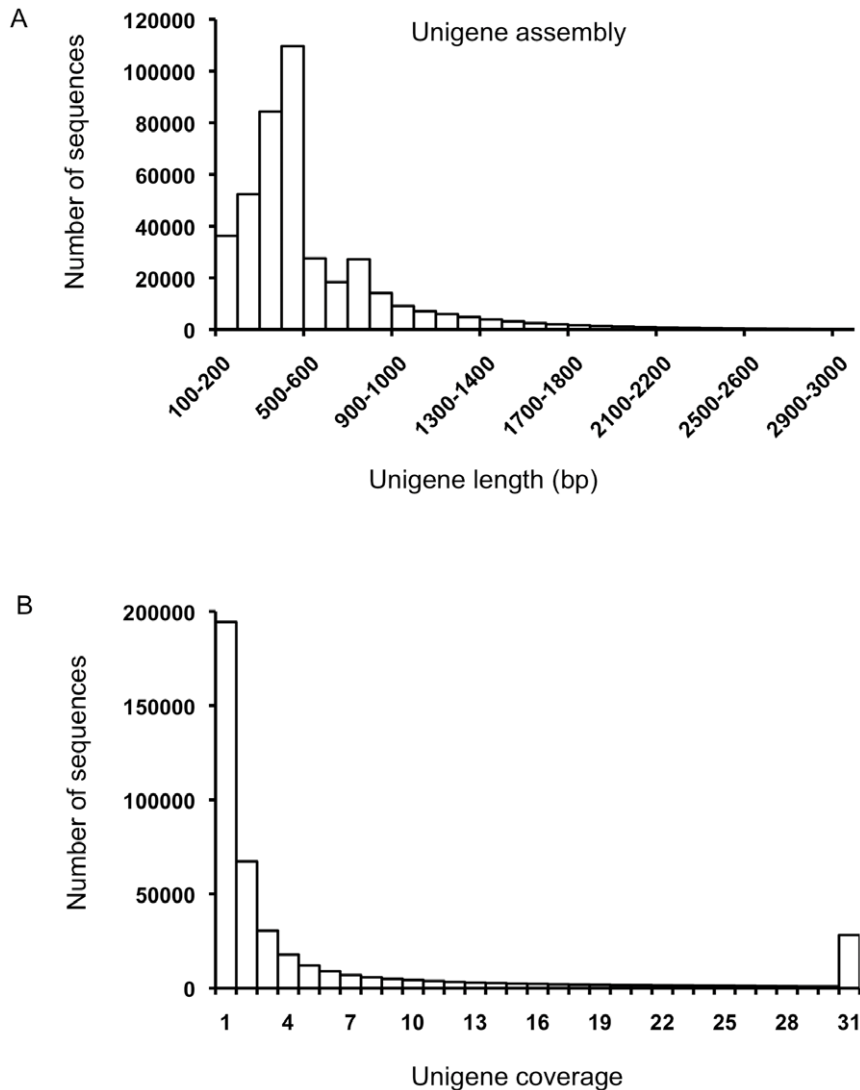 A
Unigene assembly
Number of sequences
120000
100000
80000
60000
40000
20000
0
100-200
500-600
900-1000
1300-1400
1700-1800
2100-2200
2500-2600
2900-3000
Unigene length (bp)
B
Number of sequences
200000
150000
100000
50000
0
1 4 7 10 13 16 19 22 25 28 31
Unigene coverage